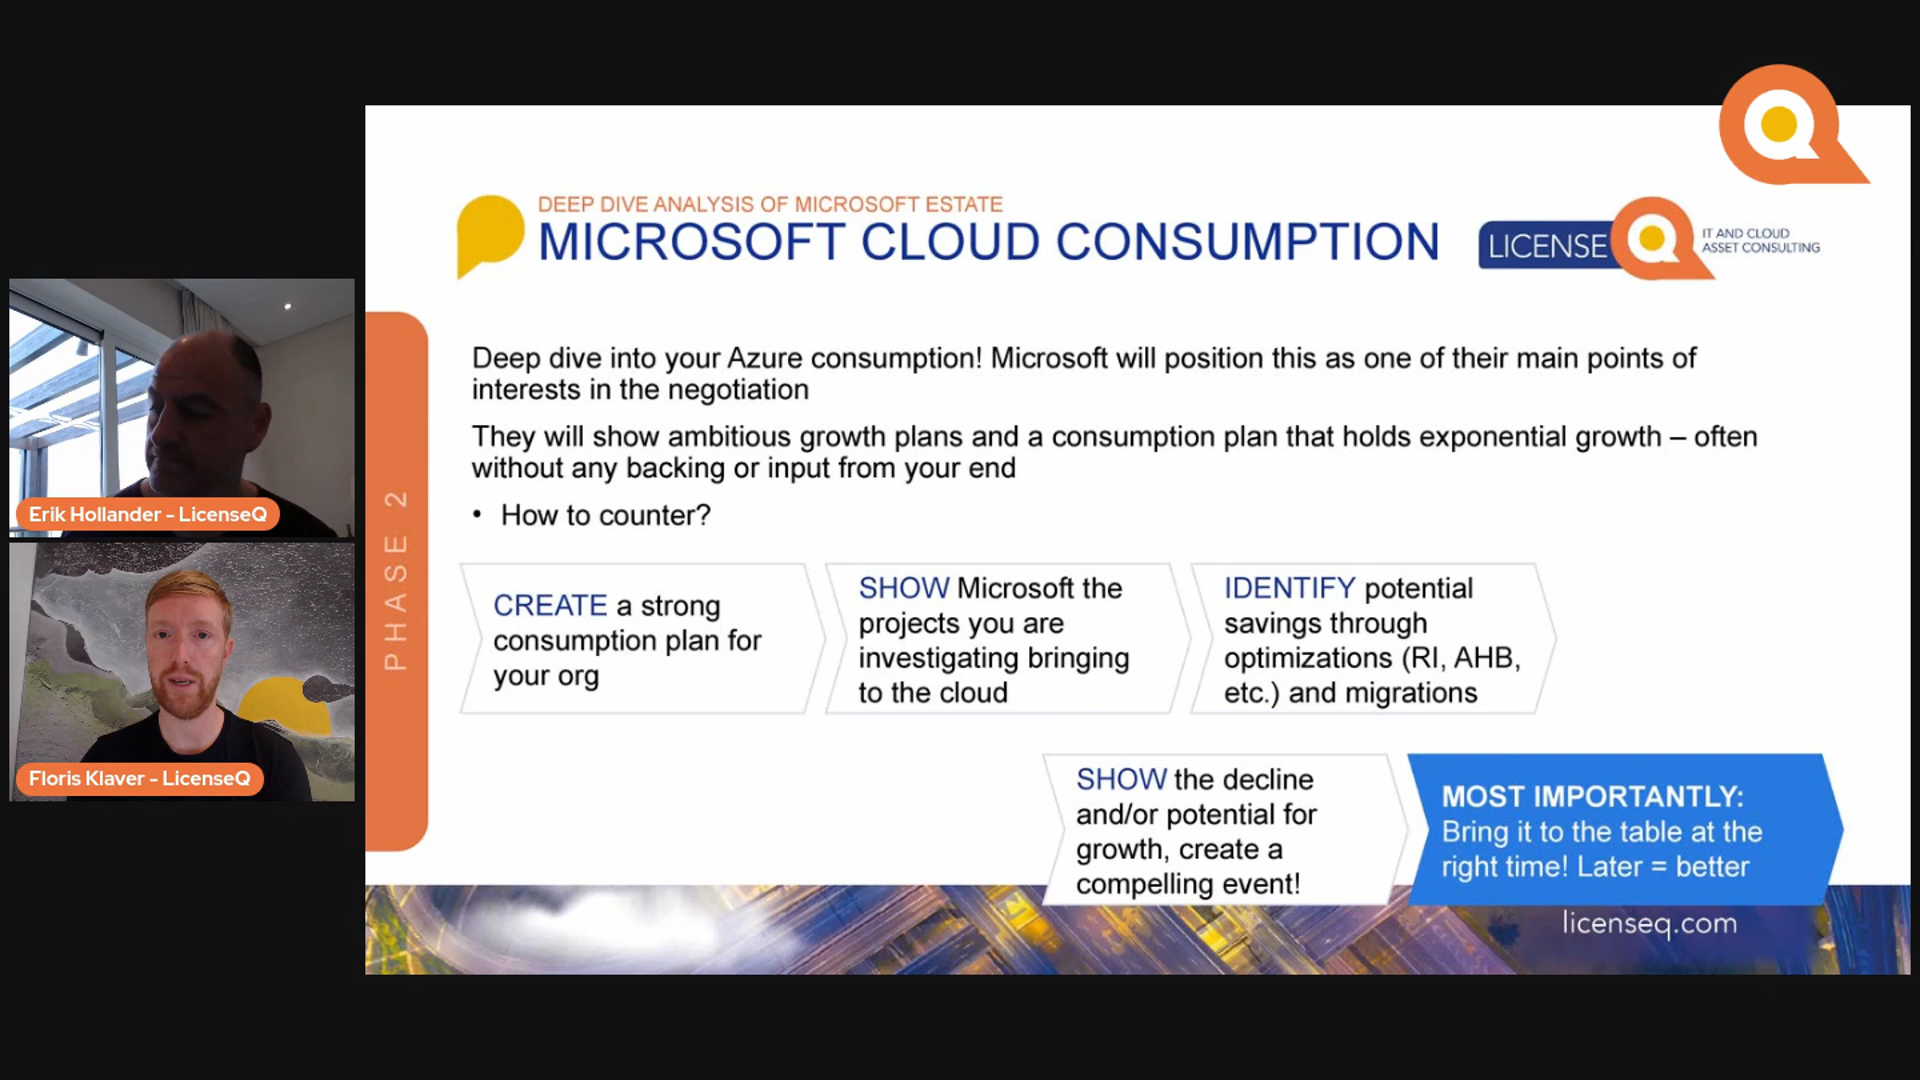 DEEP DIVE ANALYSIS OF MICROSOFT ESTATE
MICROSOFT CLOUD CONSUMPTION
LICENSE
IT AND CLOUD
ASSET CONSULTING
Erik Hollander - LicenseQ
Floris Klaver - LicenseQ
PHASE 2
Deep dive into your Azure consumption! Microsoft will position this as one of their main points of
interests in the negotiation
They will show ambitious growth plans and a consumption plan that holds exponential growth – often
without any backing or input from your end
• How to counter?
CREATE a strong
consumption plan for
your org
SHOW Microsoft the
projects you are
investigating bringing
to the cloud
IDENTIFY potential
savings through
optimizations (RI, AHB,
etc.) and migrations
SHOW the decline
and/or potential for
growth, create a
compelling event!
MOST IMPORTANTLY:
Bring it to the table at the
right time! Later = better
licenseq.com